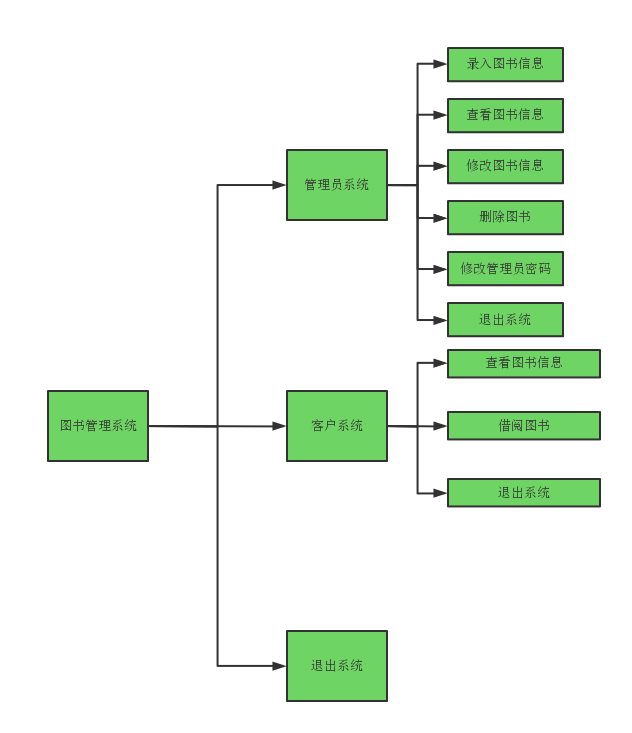 录入图书信息
查看图书信息
管理员系统
修改图书信息
删除图书
修改管理员密码
退出系统
查看图书信息
图书管理系统
客户系统
借阅图书
退出系统
退出系统